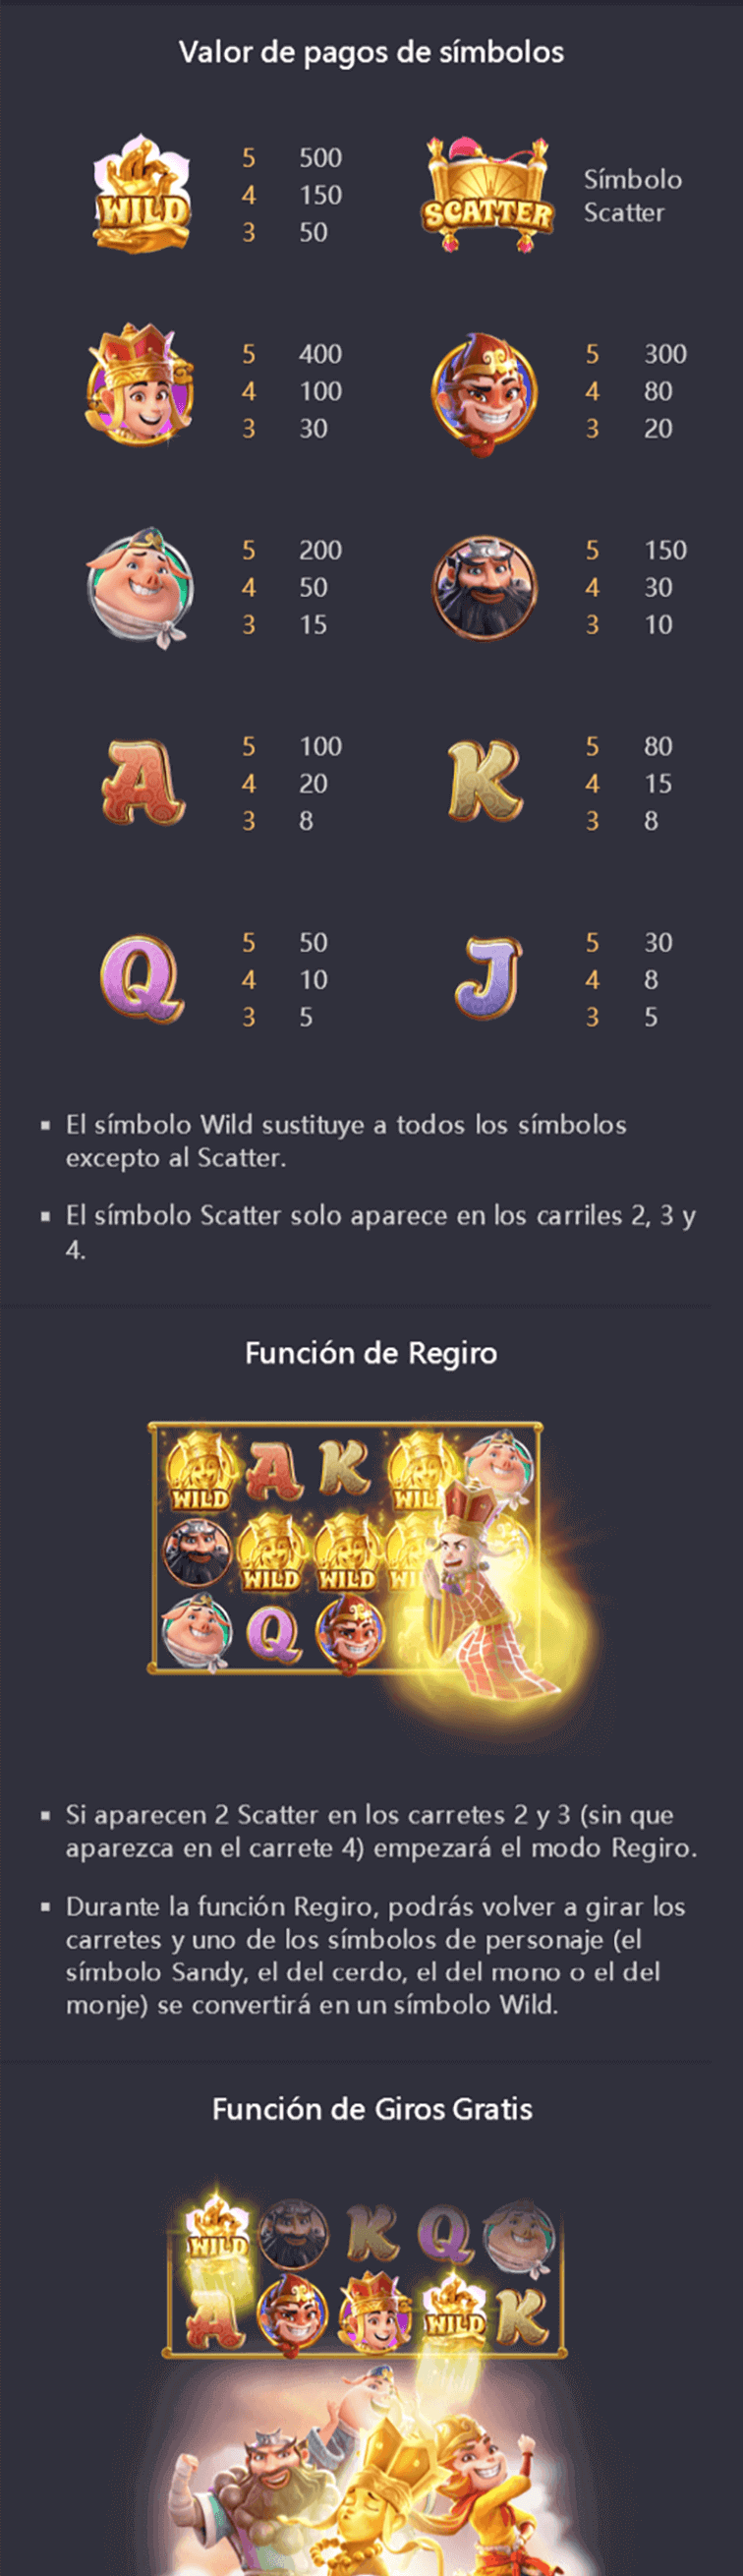 Valor de pagos de símbolos
WILD
5 500
4 150
3 50
SCATTER
Símbolo
Scatter
5 400
4 100
3 30
5 300
4 80
3 20
5 200
4 50
3 15
5 150
4 30
3 10
A
5 100
4 20
3 8
K
5 80
4 15
3 8
Q
5 50
4 10
3 5
J
5 30
4 8
3 5
▪ El símbolo Wild sustituye a todos los símbolos
excepto al Scatter.
▪ El símbolo Scatter solo aparece en los carriles 2, 3 y
4.
Función de Regiro
WILD A K WIL
WILD WILD WI
Q
▪ Si aparecen 2 Scatter en los carretes 2 y 3 (sin que
aparezca en el carrete 4) empezará el modo Regiro.
▪ Durante la función Regiro, podrás volver a girar los
carretes y uno de los símbolos de personaje (el
símbolo Sandy, el del cerdo, el del mono o el del
monje) se convertirá en un símbolo Wild.
Función de Giros Gratis
WILD K Q
A WILD K